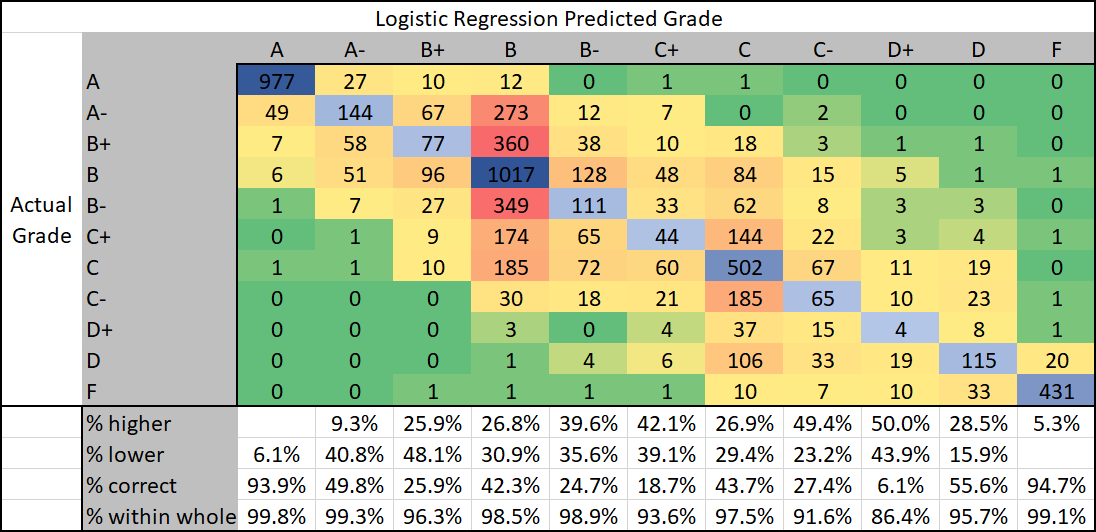 Logistic Regression Predicted Grade
A A- B+ B B- C+ C C- D+ D F
A 977 27 10 12 0 1 1 0 0 0 0
A- 49 144 67 273 12 7 0 2 0 0 0
B+ 7 58 77 360 38 10 18 3 1 1 0
B 6 51 96 1017 128 48 84 15 5 1 1
Actual Grade
B- 1 7 27 349 111 33 62 8 3 3 0
C+ 0 1 9 174 65 44 144 22 3 4 1
C 1 1 10 185 72 60 502 67 11 19 0
C- 0 0 0 30 18 21 185 65 10 23 1
D+ 0 0 0 3 0 4 37 15 4 8 1
D 0 0 0 1 4 6 106 33 19 115 20
F 0 0 1 1 1 1 10 7 10 33 431
% higher 9.3% 25.9% 26.8% 39.6% 42.1% 26.9% 49.4% 50.0% 28.5% 5.3%
% lower 6.1% 40.8% 48.1% 30.9% 35.6% 39.1% 29.4% 23.2% 43.9% 15.9%
% correct 93.9% 49.8% 25.9% 42.3% 24.7% 18.7% 43.7% 27.4% 6.1% 55.6% 94.7%
% within whole 99.8% 99.3% 96.3% 98.5% 98.9% 93.6% 97.5% 91.6% 86.4% 95.7% 99.1%